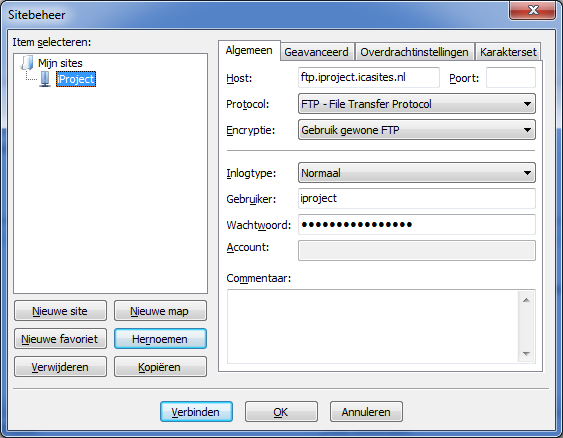 Sitebeheer
Item selecteren:
Mijn sites
iProject
Nieuwe site
Nieuwe map
Nieuwe favoriet
Hernoemen
Verwijderen
Kopiëren
Algemeen
Geavanceerd
Overdrachtinstellingen
Karakterset
Host: ftp.iproject.icasites.nl Poort:
Protocol: FTP - File Transfer Protocol
Encryptie: Gebruik gewone FTP
Inlogtype: Normaal
Gebruiker: iproject
Wachtwoord: ●●●●●●●●●●●●●●●●
Account:
Commentaar:
Verbinden
OK
Annuleren